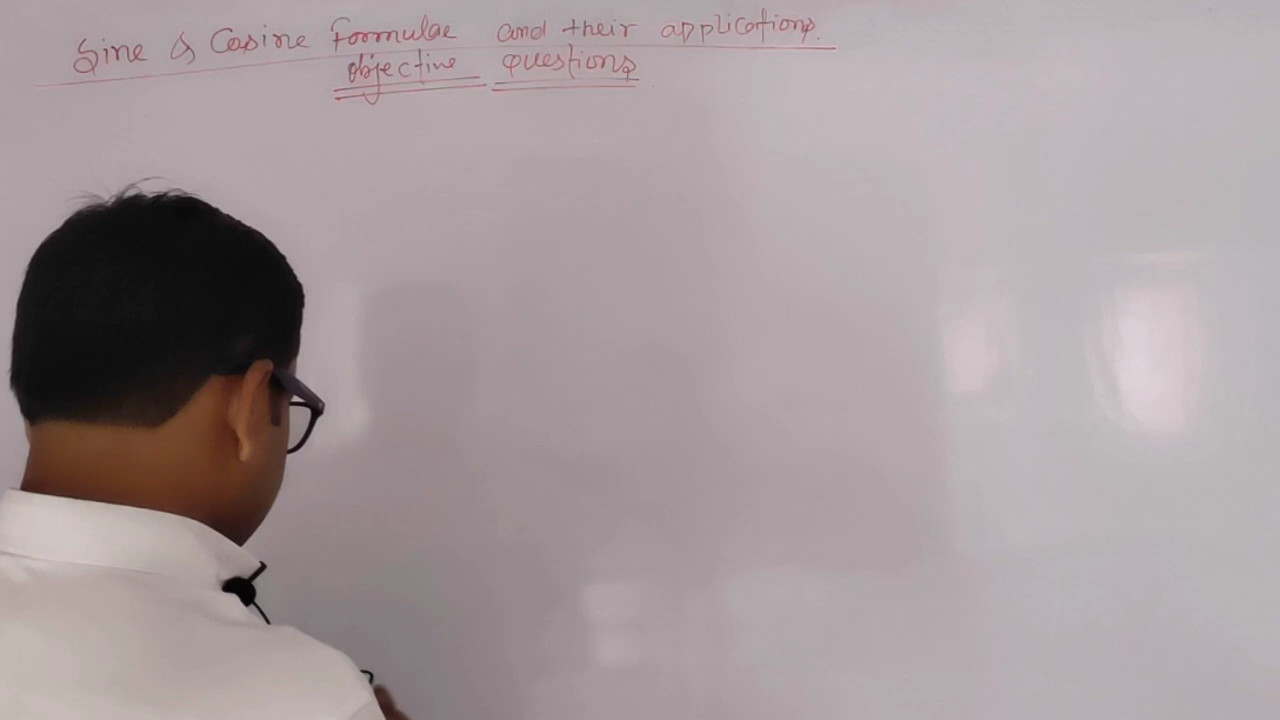 Sine & Cosine Formulae and their applications.
objective questions